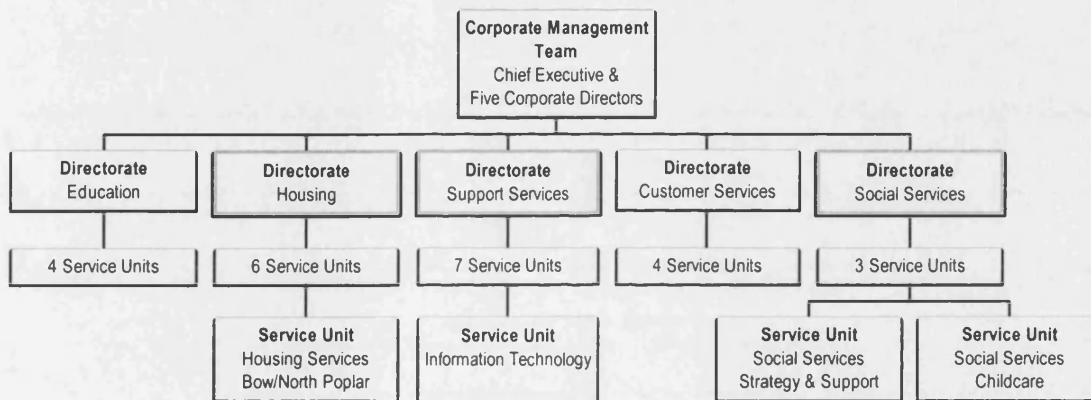 Corporate Management
Team
Chief Executive &
Five Corporate Directors
Directorate
Education
Directorate
Housing
Directorate
Support Services
Directorate
Customer Services
Directorate
Social Services
4 Service Units
6 Service Units
7 Service Units
4 Service Units
3 Service Units
Service Unit
Housing Services
Bow/North Poplar
Service Unit
Information Technology
Service Unit
Social Services
Strategy & Support
Service Unit
Social Services
Childcare